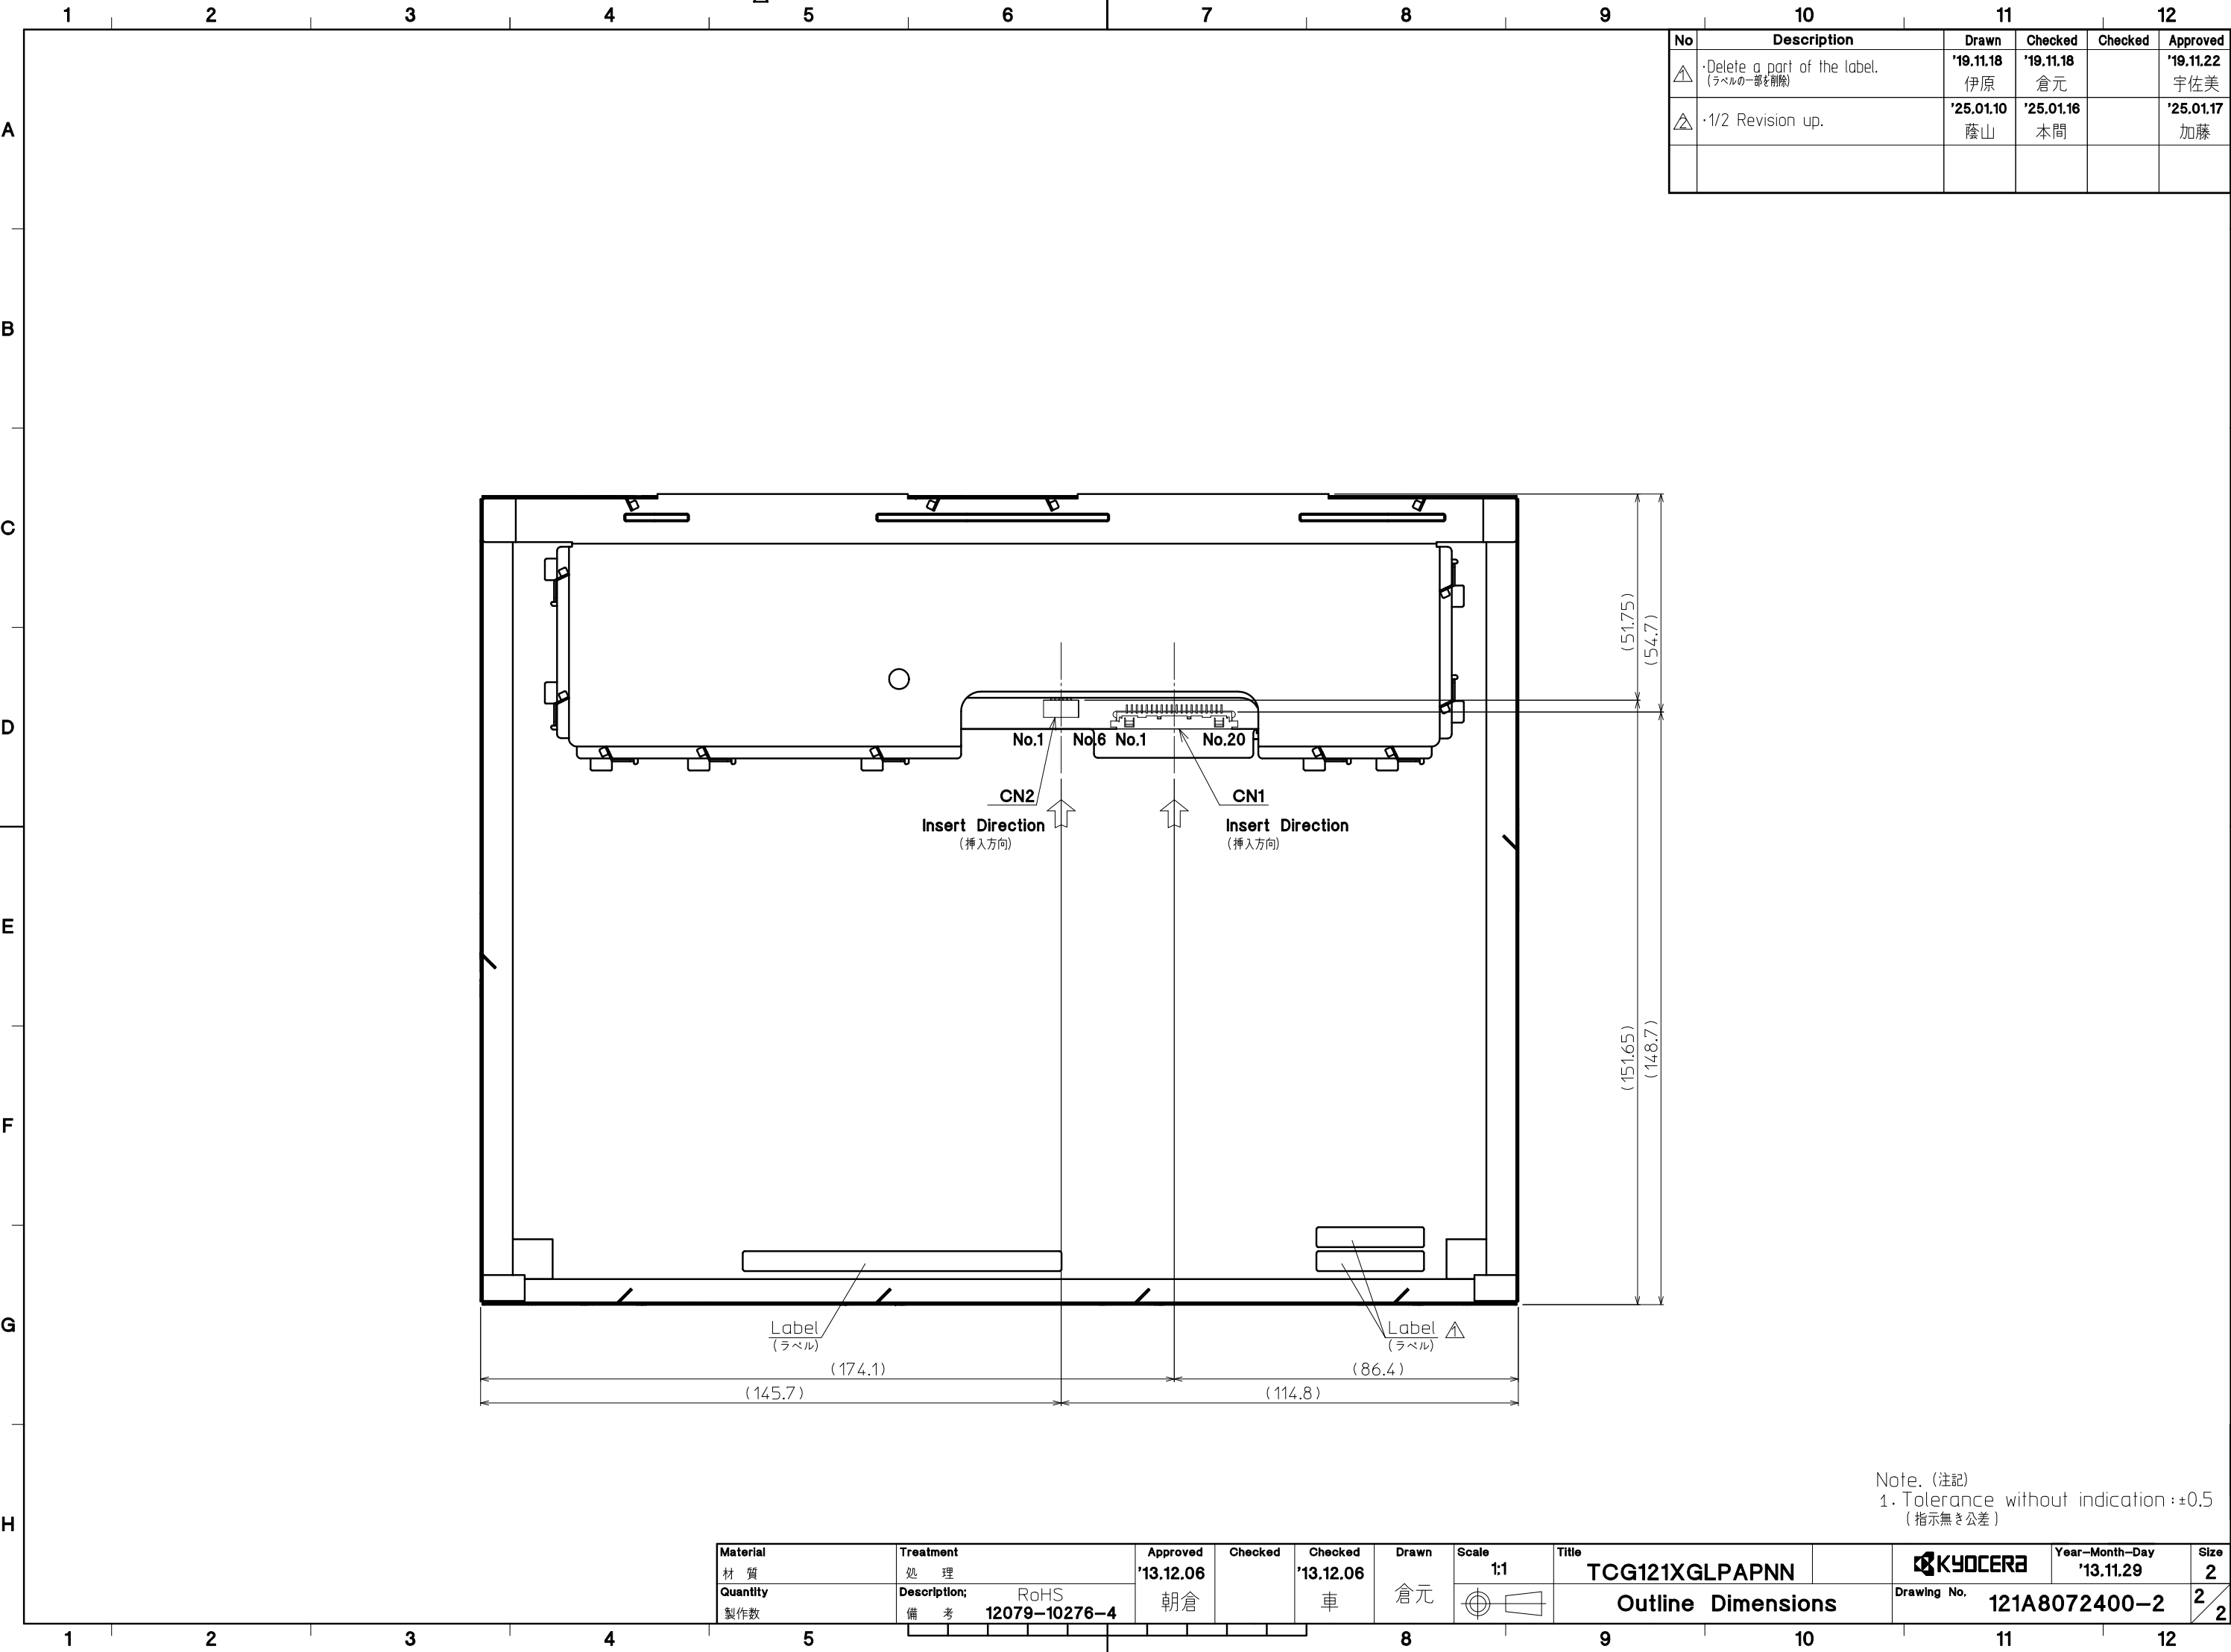 1 2 3 4 5 6 7 8 9 10 11 12
No Description Drawn Checked Checked Approved
1 ・Delete a part of the label. '19.11.18 '19.11.18 '19.11.22
(ラベルの一部を削除) 伊原 倉元 宇佐美
2 ・1/2 Revision up. '25.01.10 '25.01.16 '25.01.17
蔭山 本間 加藤
A
B
C
D
E
F
G
H
(51.75)
(54.7)
No.1 No.6 No.1 No.20
CN2 CN1
Insert Direction Insert Direction
(挿入方向) (挿入方向)
(151.65)
(148.7)
Label Label 1
(ラベル) (ラベル)
(174.1) (86.4)
(145.7) (114.8)
Note. (注記)
1. Tolerance without indication : ±0.5
(指示無き公差)
Material Treatment Approved Checked Checked Drawn Scale Title KYOCERA Year-Month-Day Size
材 質 処 理 '13.12.06 '13.12.06 1:1 TCG121XGLPAPNN '13.11.29 2
Quantity Description; RoHS 朝倉 車 倉元 Outline Dimensions Drawing No. 121A8072400-2 2/2
製作数 備 考 12079-10276-4
1 2 3 4 5 8 9 10 11 12